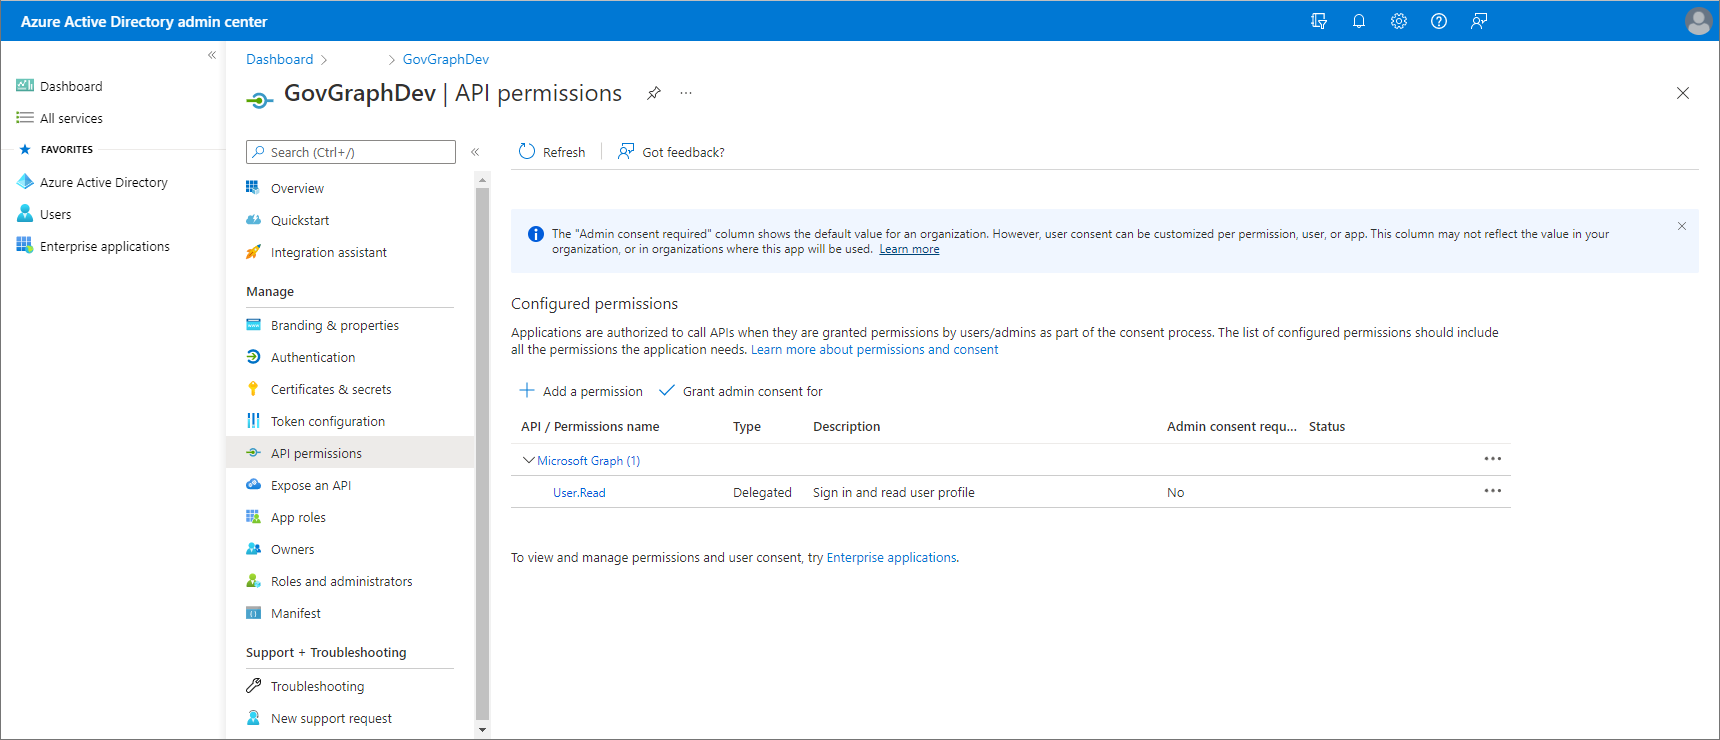 Azure Active Directory admin center
Dashboard
All services
FAVORITES
Azure Active Directory
Users
Enterprise applications
Dashboard > > GovGraphDev
GovGraphDev | API permissions
Search (Ctrl+/)
Overview
Quickstart
Integration assistant
Manage
Branding & properties
Authentication
Certificates & secrets
Token configuration
API permissions
Expose an API
App roles
Owners
Roles and administrators
Manifest
Support + Troubleshooting
Troubleshooting
New support request
Refresh
Got feedback?
The "Admin consent required" column shows the default value for an organization. However, user consent can be customized per permission, user, or app. This column may not reflect the value in your
organization, or in organizations where this app will be used. Learn more
Configured permissions
Applications are authorized to call APIs when they are granted permissions by users/admins as part of the consent process. The list of configured permissions should include
all the permissions the application needs. Learn more about permissions and consent
Add a permission Grant admin consent for
API / Permissions name Type Description Admin consent requ... Status
Microsoft Graph (1)
User.Read Delegated Sign in and read user profile No
To view and manage permissions and user consent, try Enterprise applications.